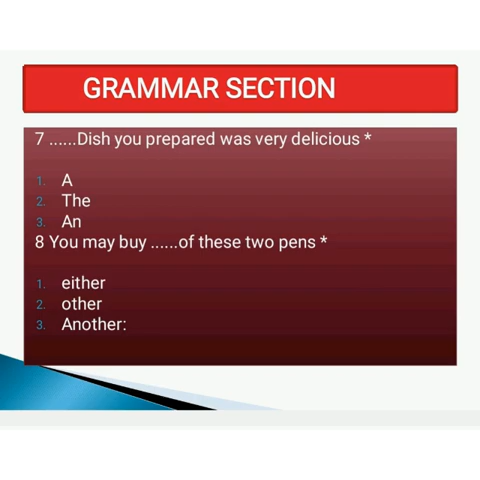 GRAMMAR SECTION
7 ......Dish you prepared was very delicious *
1. A
2. The
3. An
8 You may buy ......of these two pens *
1. either
2. other
3. Another: